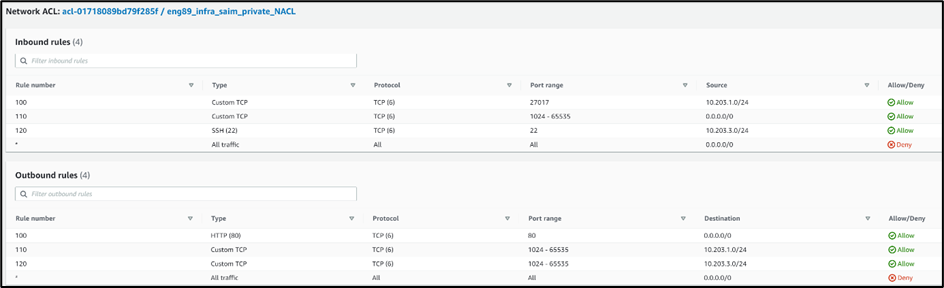 Network ACL: acl-01718089bd79f285f / eng89_infra_saim_private_NACL
Inbound rules (4)
Filter inbound rules
Rule number Type Protocol Port range Source Allow/Deny
100 Custom TCP TCP (6) 27017 10.203.1.0/24 Allow
110 Custom TCP TCP (6) 1024 - 65535 0.0.0.0/0 Allow
120 SSH (22) TCP (6) 22 10.203.3.0/24 Allow
* All traffic All All 0.0.0.0/0 Deny
Outbound rules (4)
Filter outbound rules
Rule number Type Protocol Port range Destination Allow/Deny
100 HTTP (80) TCP (6) 80 0.0.0.0/0 Allow
110 Custom TCP TCP (6) 1024 - 65535 10.203.1.0/24 Allow
120 Custom TCP TCP (6) 1024 - 65535 10.203.3.0/24 Allow
* All traffic All All 0.0.0.0/0 Deny